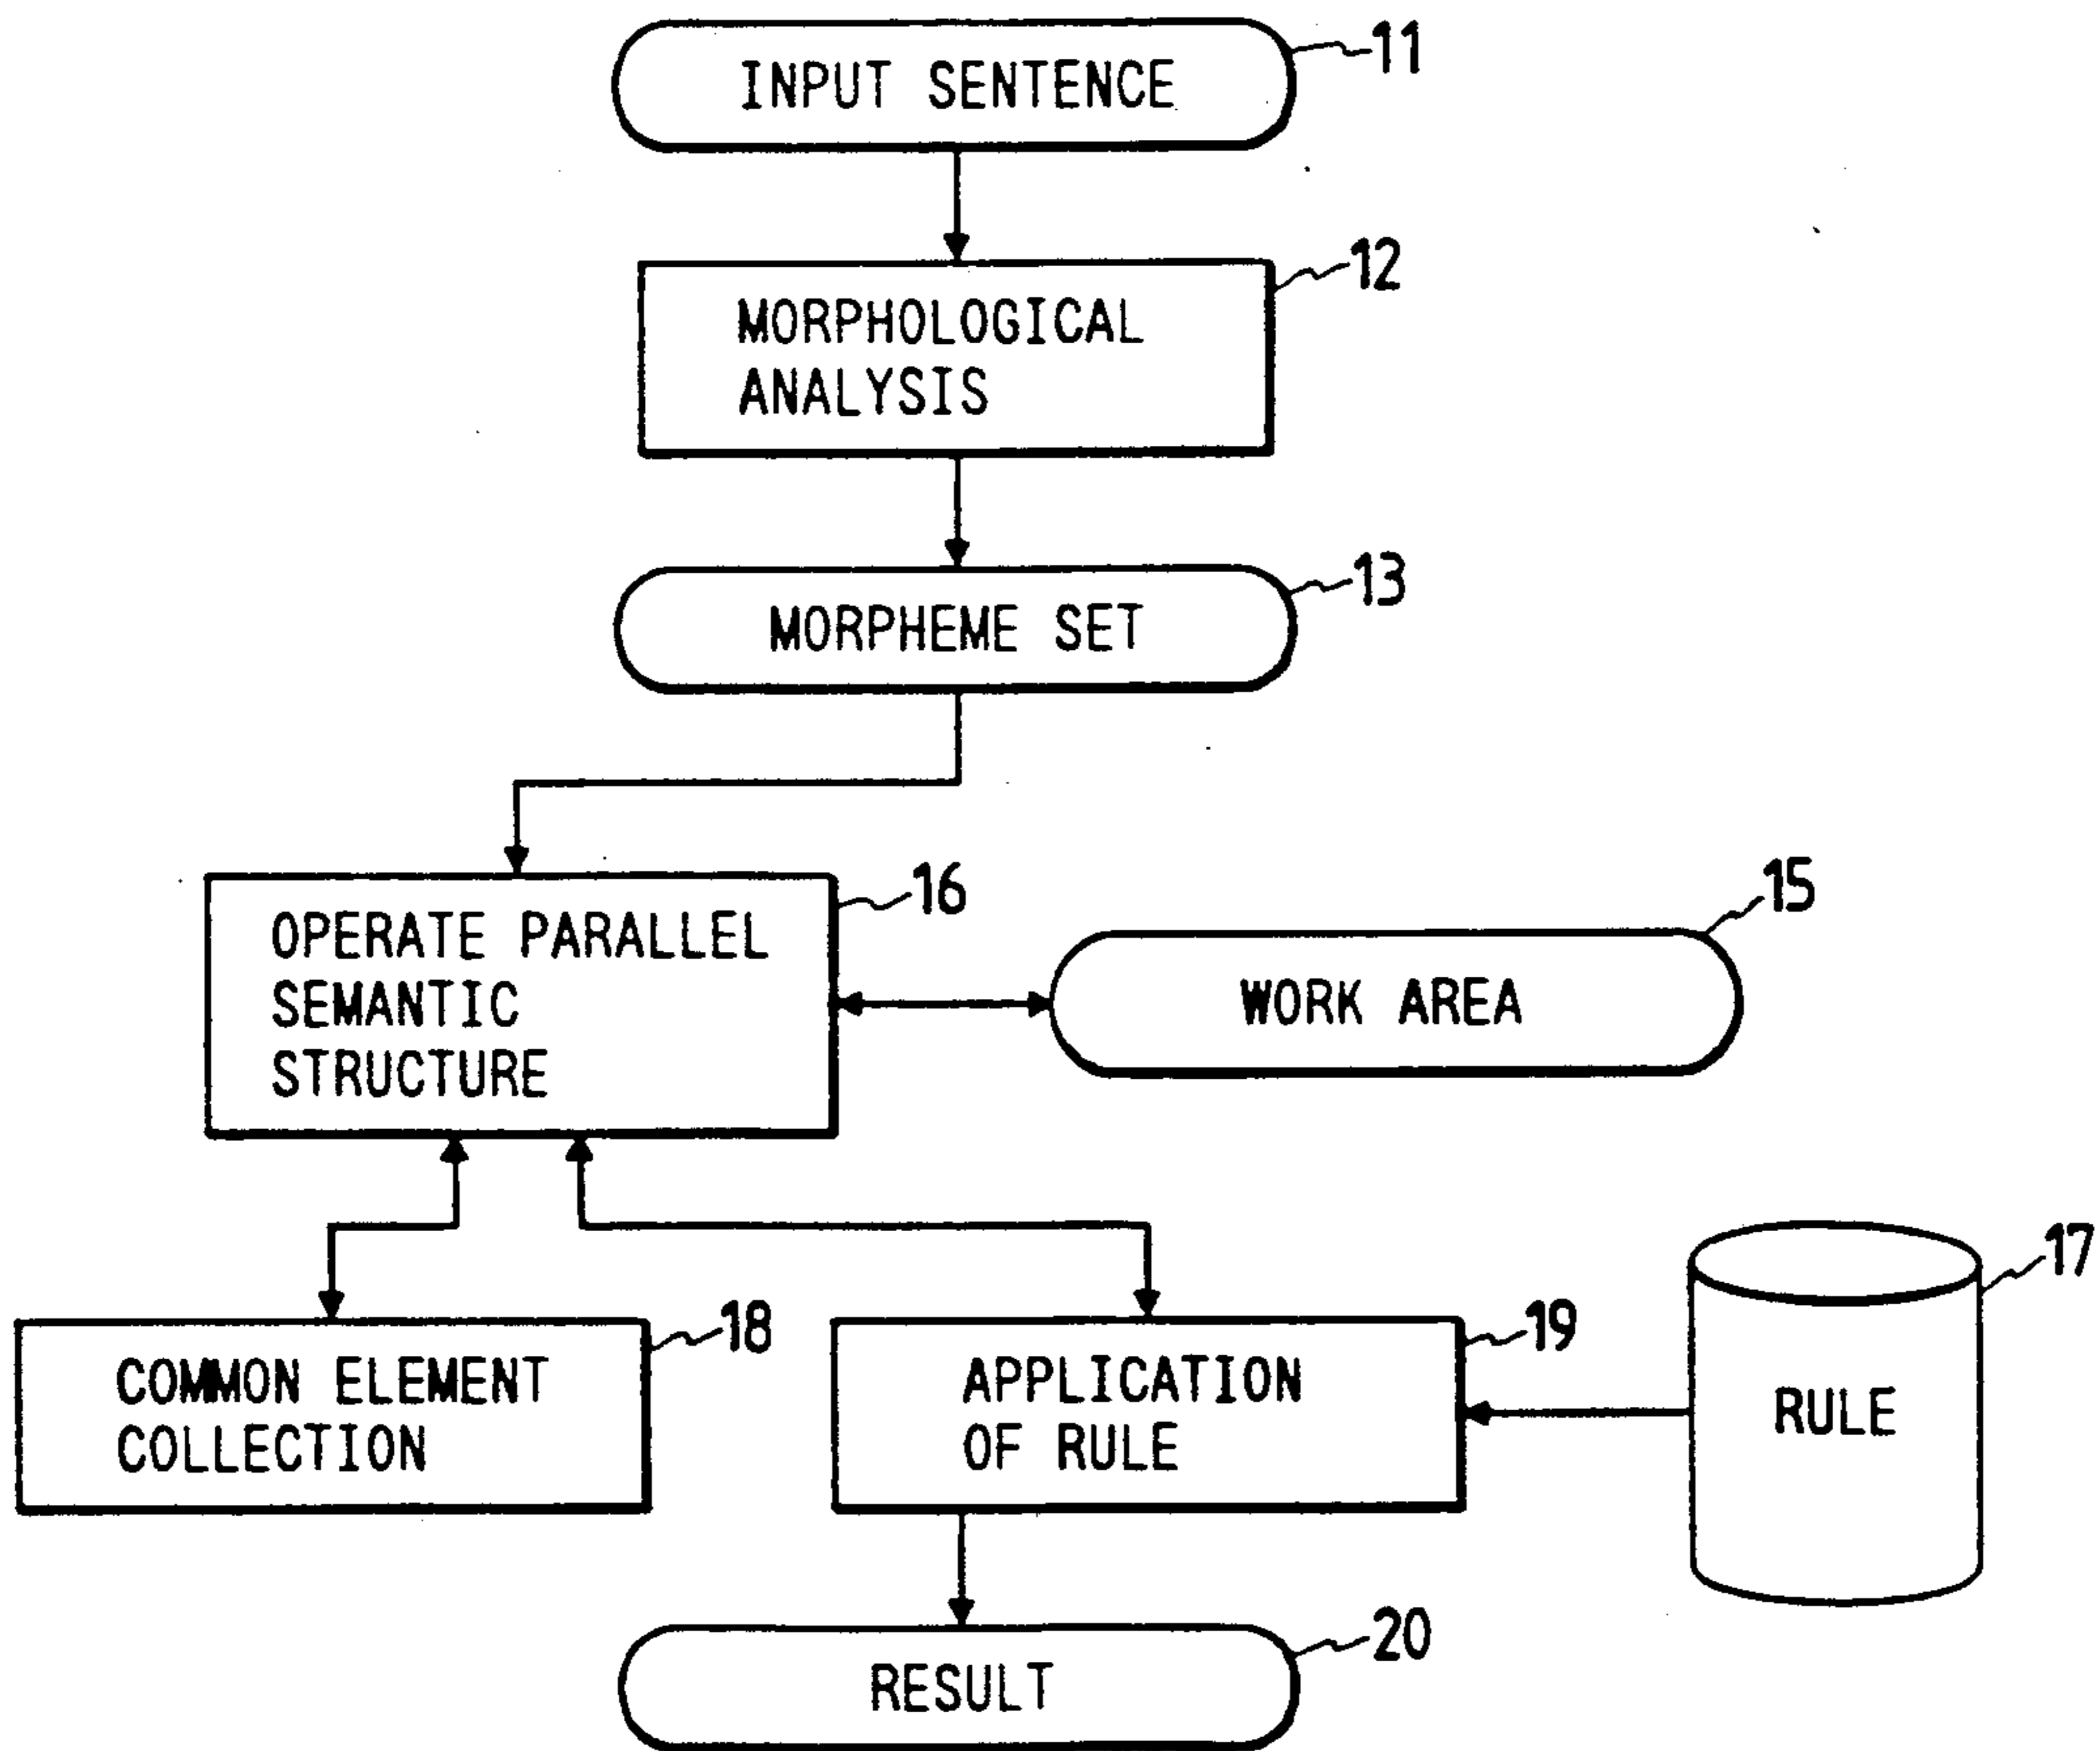 11
INPUT SENTENCE
12
MORPHOLOGICAL
ANALYSIS
13
MORPHEME SET
16
OPERATE PARALLEL
SEMANTIC
STRUCTURE
15
WORK AREA
18
COMMON ELEMENT
COLLECTION
19
APPLICATION
OF RULE
17
RULE
20
RESULT